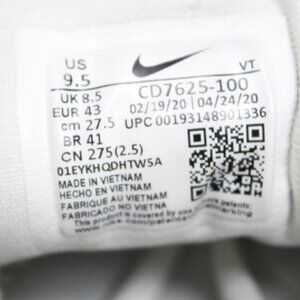 US VT
9.5
UK 8.5 CD7625-100
EUR 43 02/19/20 04/24/20
cm 27.5 UPC 00193148901336
BR 41
CN 275(2.5)
01EYKHQDHTW5A
MADE IN VIETNAM
HECHO EN VIETNAM
FABRIQUE AU VIETNAM
FABRICADO NO VIETNÃ